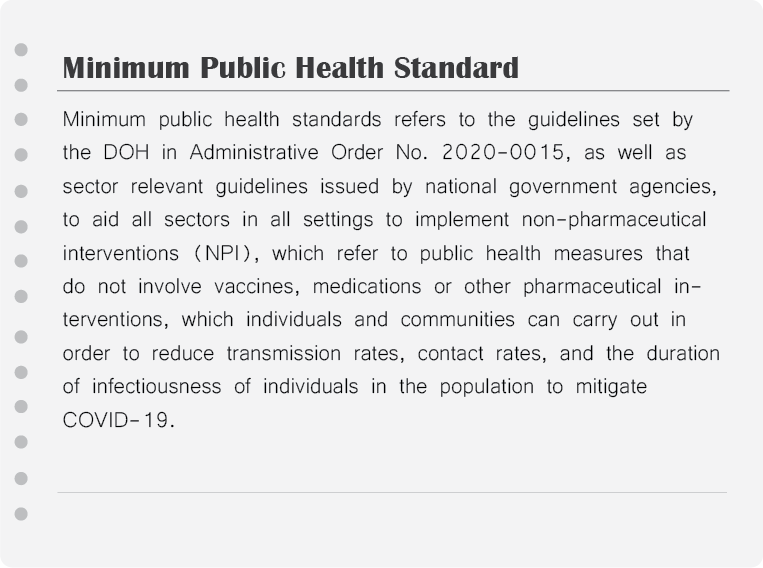 Minimum Public Health Standard
Minimum public health standards refers to the guidelines set by
the DOH in Administrative Order No. 2020-0015, as well as
sector relevant guidelines issued by national government agencies,
to aid all sectors in all settings to implement non-pharmaceutical
interventions (NPI), which refer to public health measures that
do not involve vaccines, medications or other pharmaceutical in-
terventions, which individuals and communities can carry out in
order to reduce transmission rates, contact rates, and the duration
of infectiousness of individuals in the population to mitigate
COVID-19.